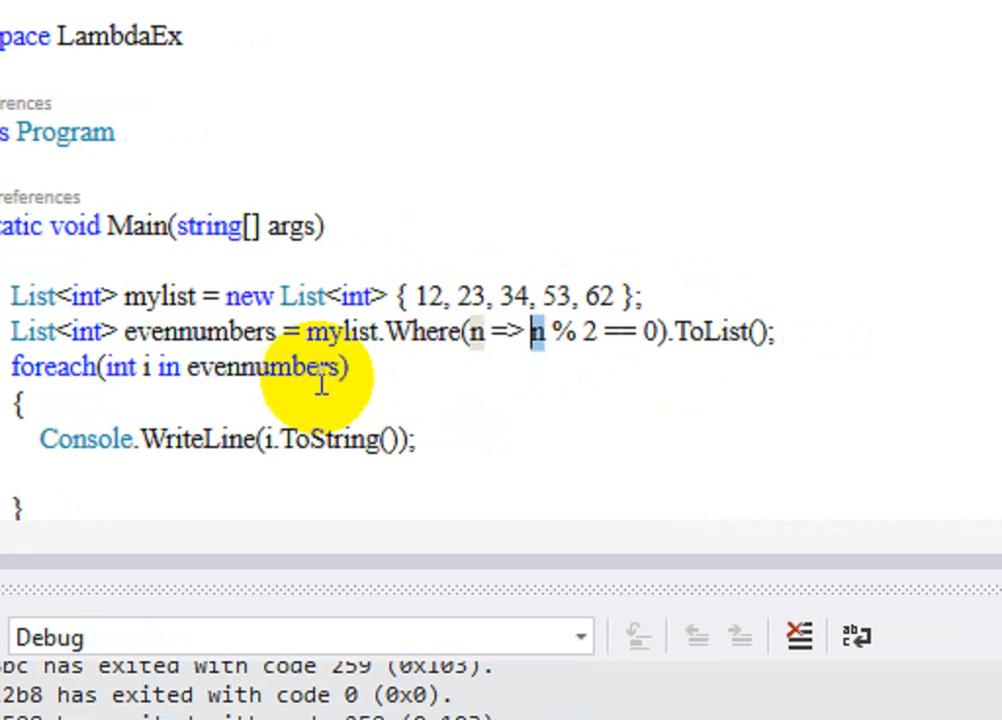 pace LambdaEx
rences
s Program
references
tatic void Main(string[] args)
List<int> mylist = new List<int> { 12, 23, 34, 53, 62 };
List<int> evennumbers = mylist.Where(n => n % 2 == 0).ToList();
foreach(int i in evennumbers)
{
Console.WriteLine(i.ToString());
}
Debug
bc has exited with code 259 (0x103).
2b8 has exited with code 0 (0x0).